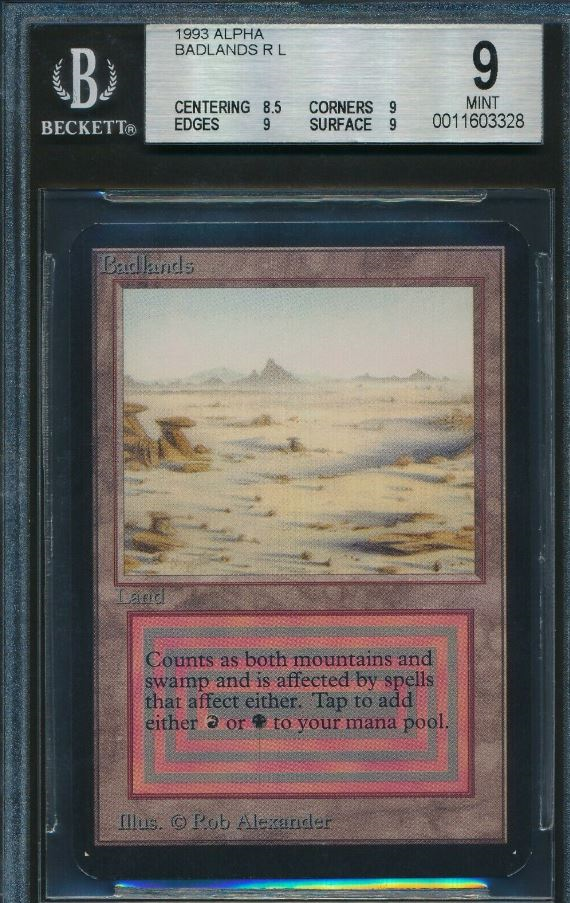 1993 ALPHA
BADLANDS R L
CENTERING 8.5 CORNERS 9
EDGES 9 SURFACE 9
9
MINT
0011603328
B
BECKETT®
Badlands
Land
Counts as both mountains and
swamp and is affected by spells
that affect either. Tap to add
either or to your mana pool.
Illus. © Rob Alexander